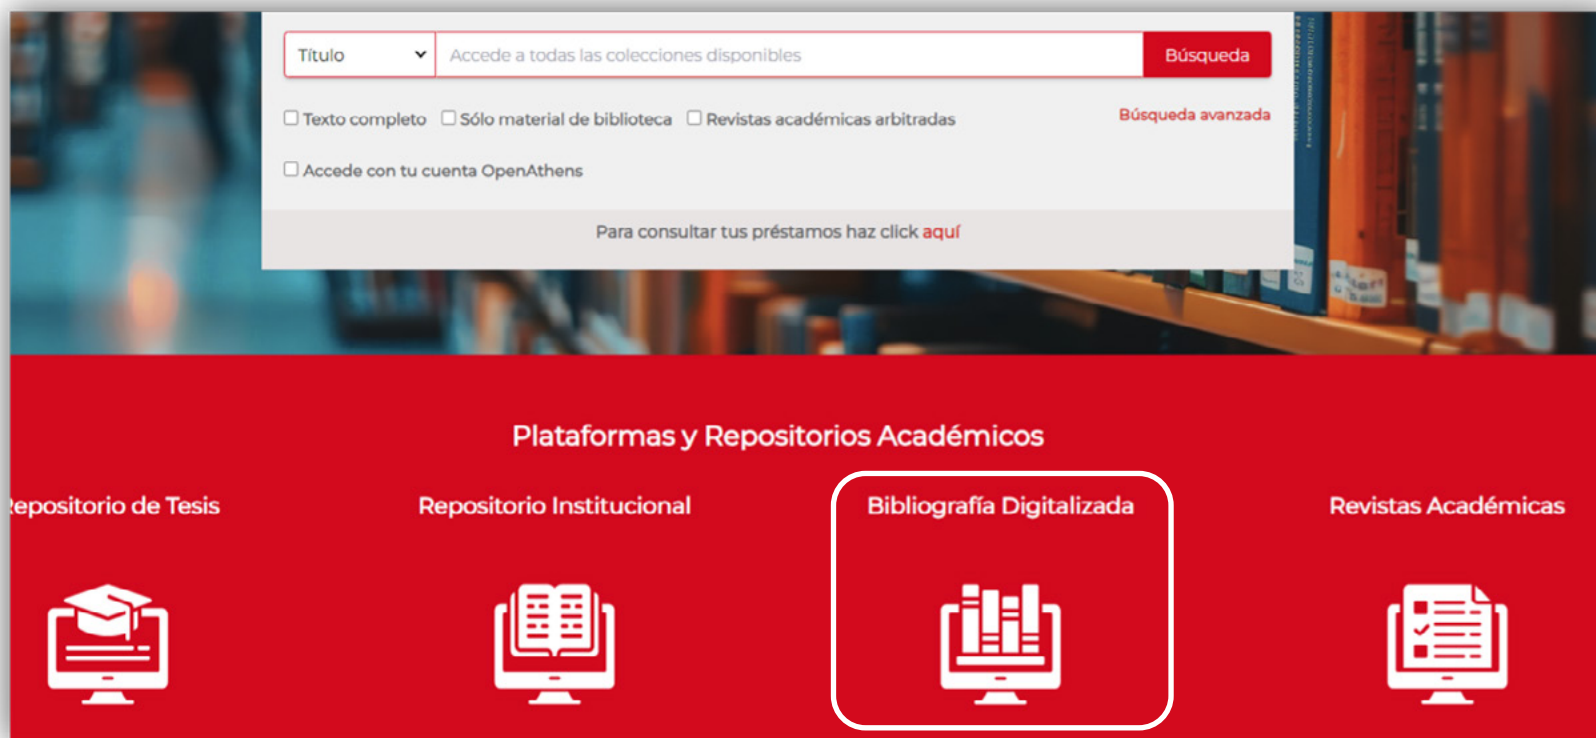 Título Accede a todas las colecciones disponibles Búsqueda
Texto completo Sólo material de biblioteca Revistas académicas arbitradas Búsqueda avanzada
Accede con tu cuenta OpenAthens
Para consultar tus préstamos haz click aquí
Plataformas y Repositorios Académicos
epositorio de Tesis Repositorio Institucional Bibliografía Digitalizada Revistas Académicas